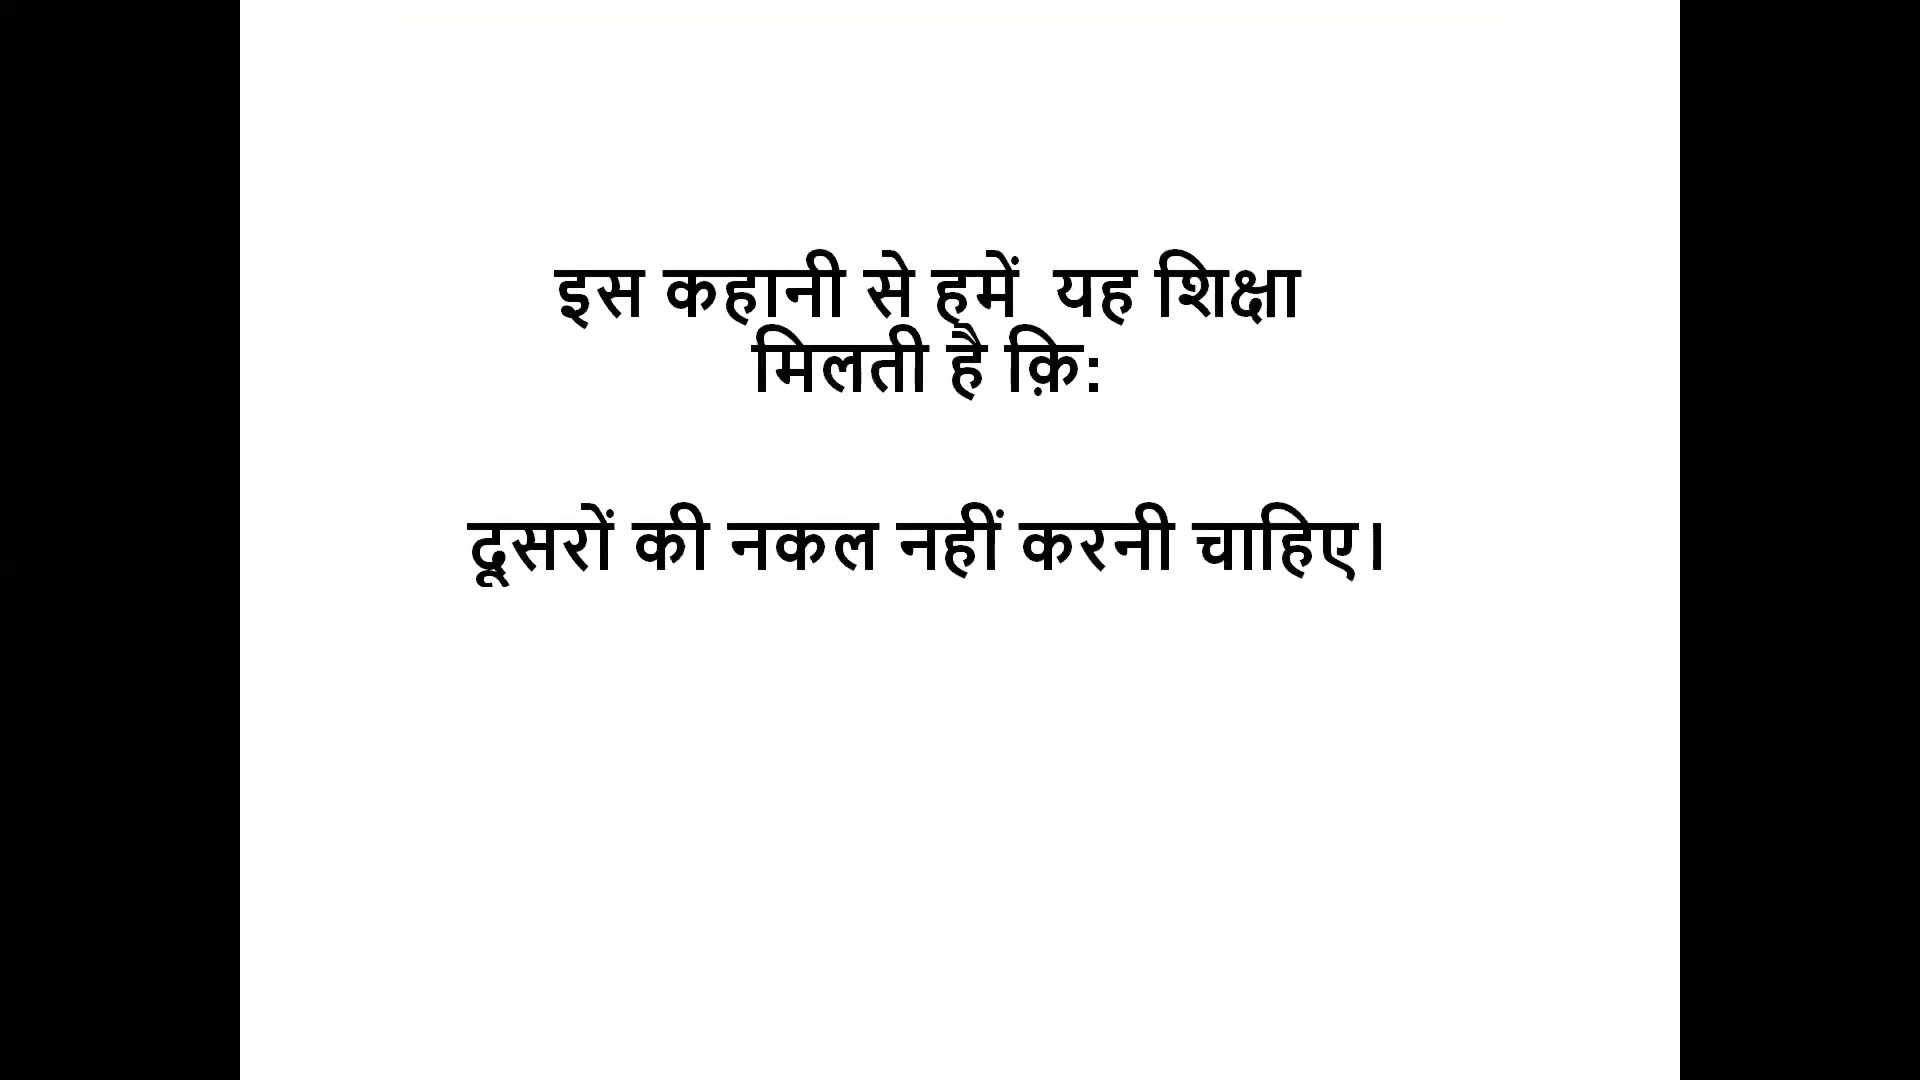 इस कहानी से हमें  यह शिक्षा
मिलती है क़ि:
दूसरों की नकल नहीं करनी चाहिए।